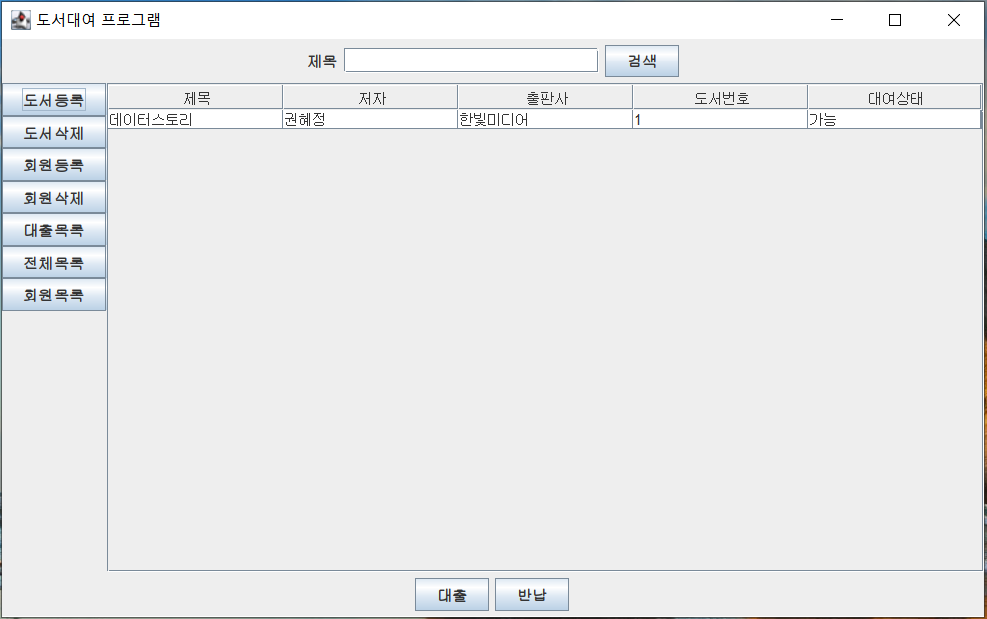 도서대여 프로그램
제목 검색
도서등록
도서삭제
회원등록
회원삭제
대출목록
전체목록
회원목록
제목 저자 출판사 도서번호 대여상태
데이터스토리 권혜정 한빛미디어 1 가능
대출 반납